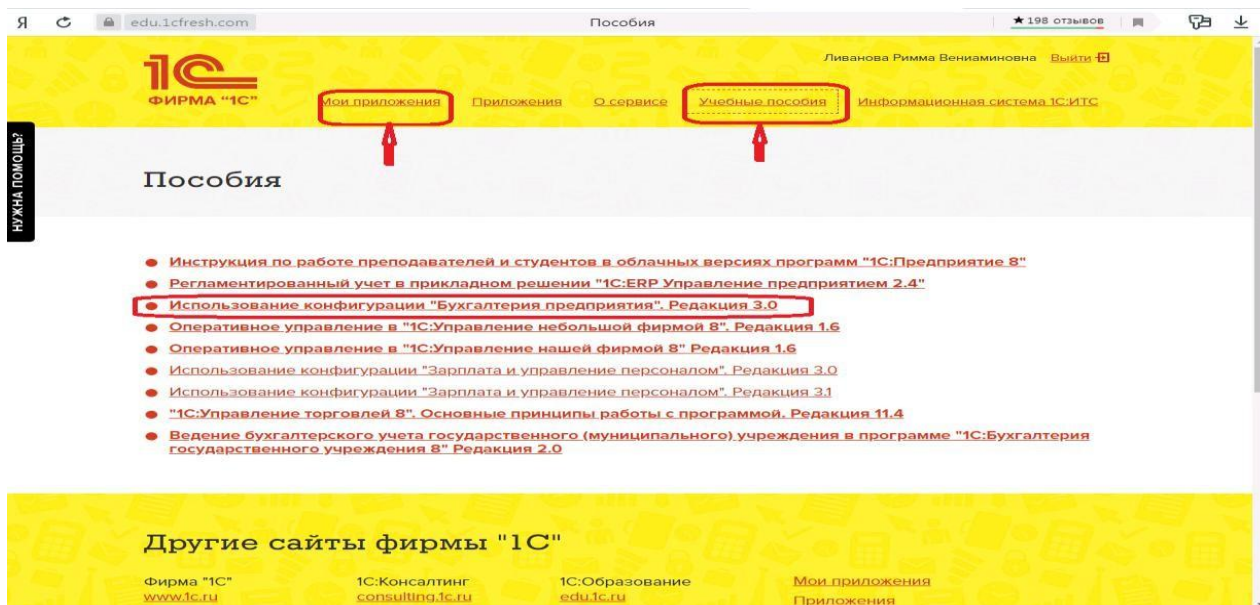 Я edu.1cfresh.com Пособия ★198 отзывов
Ливанова Римма Вениаминовна Выйти
1С
ФИРМА "1С"
Мои приложения Приложения О сервисе Учебные пособия Информационная система 1С:ИТС
НУЖНА ПОМОЩЬ?
Пособия
Инструкция по работе преподавателей и студентов в облачных версиях программ "1С:Предприятие 8"
Регламентированный учет в прикладном решении "1С:ERP Управление предприятием 2.4"
Использование конфигурации "Бухгалтерия предприятия". Редакция 3.0
Оперативное управление в "1С:Управление небольшой фирмой 8". Редакция 1.6
Оперативное управление в "1С:Управление нашей фирмой 8" Редакция 1.6
Использование конфигурации "Зарплата и управление персоналом". Редакция 3.0
Использование конфигурации "Зарплата и управление персоналом". Редакция 3.1
"1С:Управление торговлей 8". Основные принципы работы с программой. Редакция 11.4
Ведение бухгалтерского учета государственного (муниципального) учреждения в программе "1С:Бухгалтерия
государственного учреждения 8" Редакция 2.0
Другие сайты фирмы "1С"
Фирма "1С" 1С:Консалтинг 1С:Образование Мои приложения
www.1c.ru consulting.1c.ru edu.1c.ru Приложения